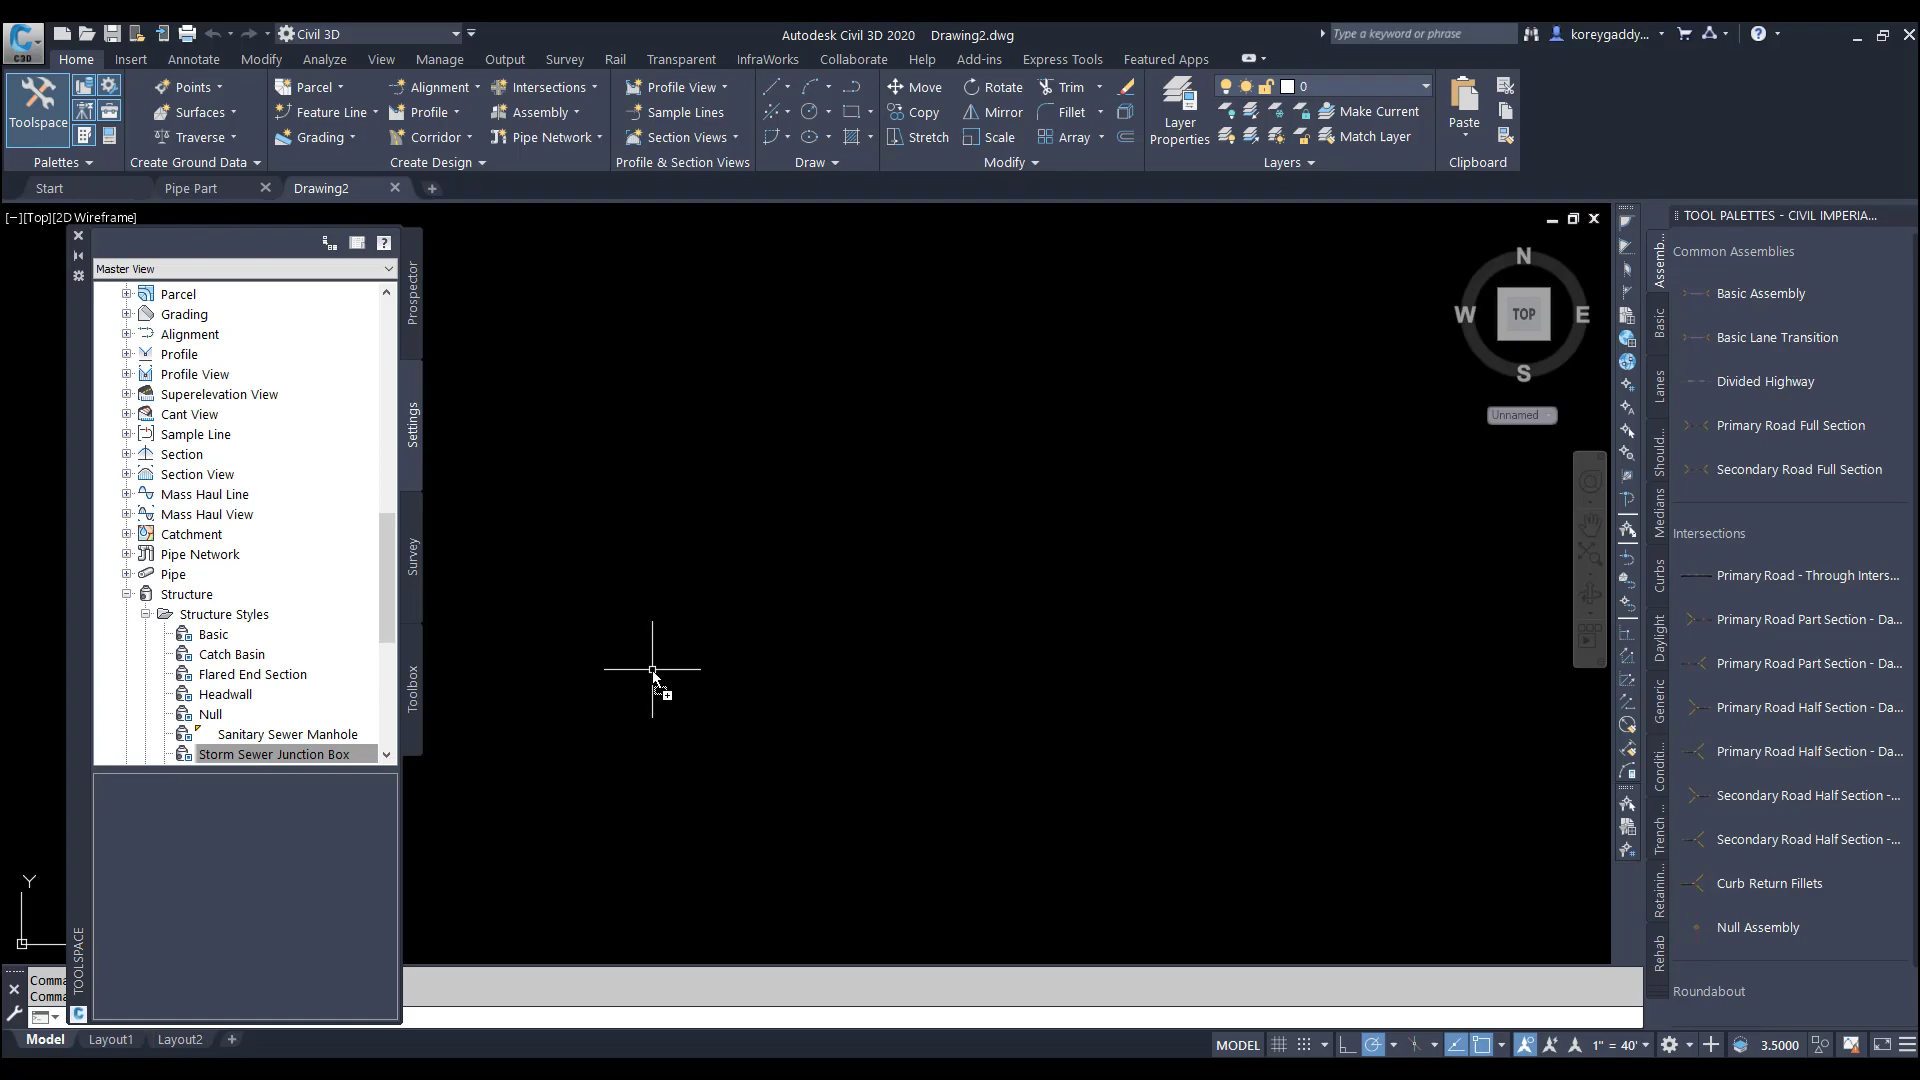 C3D
Civil 3D
Autodesk Civil 3D 2020 Drawing2.dwg
Type a keyword or phrase
koreygaddy...
Home Insert Annotate Modify Analyze View Manage Output Survey Rail Transparent InfraWorks Collaborate Help Add-ins Express Tools Featured Apps
Toolspace
Palettes
Points
Surfaces
Traverse
Create Ground Data
Parcel
Feature Line
Grading
Alignment
Profile
Corridor
Intersections
Assembly
Pipe Network
Create Design
Profile View
Sample Lines
Section Views
Profile & Section Views
Draw
Move
Copy
Stretch
Rotate
Mirror
Scale
Trim
Fillet
Array
Modify
Layer
Properties
0
Make Current
Match Layer
Layers
Paste
Clipboard
Start
Pipe Part
Drawing2
[−][Top][2D Wireframe]
Master View
Parcel
Grading
Alignment
Profile
Profile View
Superelevation View
Cant View
Sample Line
Section
Section View
Mass Haul Line
Mass Haul View
Catchment
Pipe Network
Pipe
Structure
Structure Styles
Basic
Catch Basin
Flared End Section
Headwall
Null
Sanitary Sewer Manhole
Storm Sewer Junction Box
Prospector
Settings
Survey
Toolbox
TOOLSPACE
N
W
TOP
E
S
Unnamed
Y
TOOL PALETTES - CIVIL IMPERIA...
Assemb...
Basic
Lanes
Should...
Medians
Curbs
Daylight
Generic
Conditi...
Trench ...
Retainin...
Rehab
Common Assemblies
Basic Assembly
Basic Lane Transition
Divided Highway
Primary Road Full Section
Secondary Road Full Section
Intersections
Primary Road - Through Inters...
Primary Road Part Section - Da...
Primary Road Part Section - Da...
Primary Road Half Section - Da...
Primary Road Half Section - Da...
Secondary Road Half Section -...
Secondary Road Half Section -...
Curb Return Fillets
Null Assembly
Roundabout
Comma
Comma
Model
Layout1
Layout2
MODEL
1" = 40'
3.5000